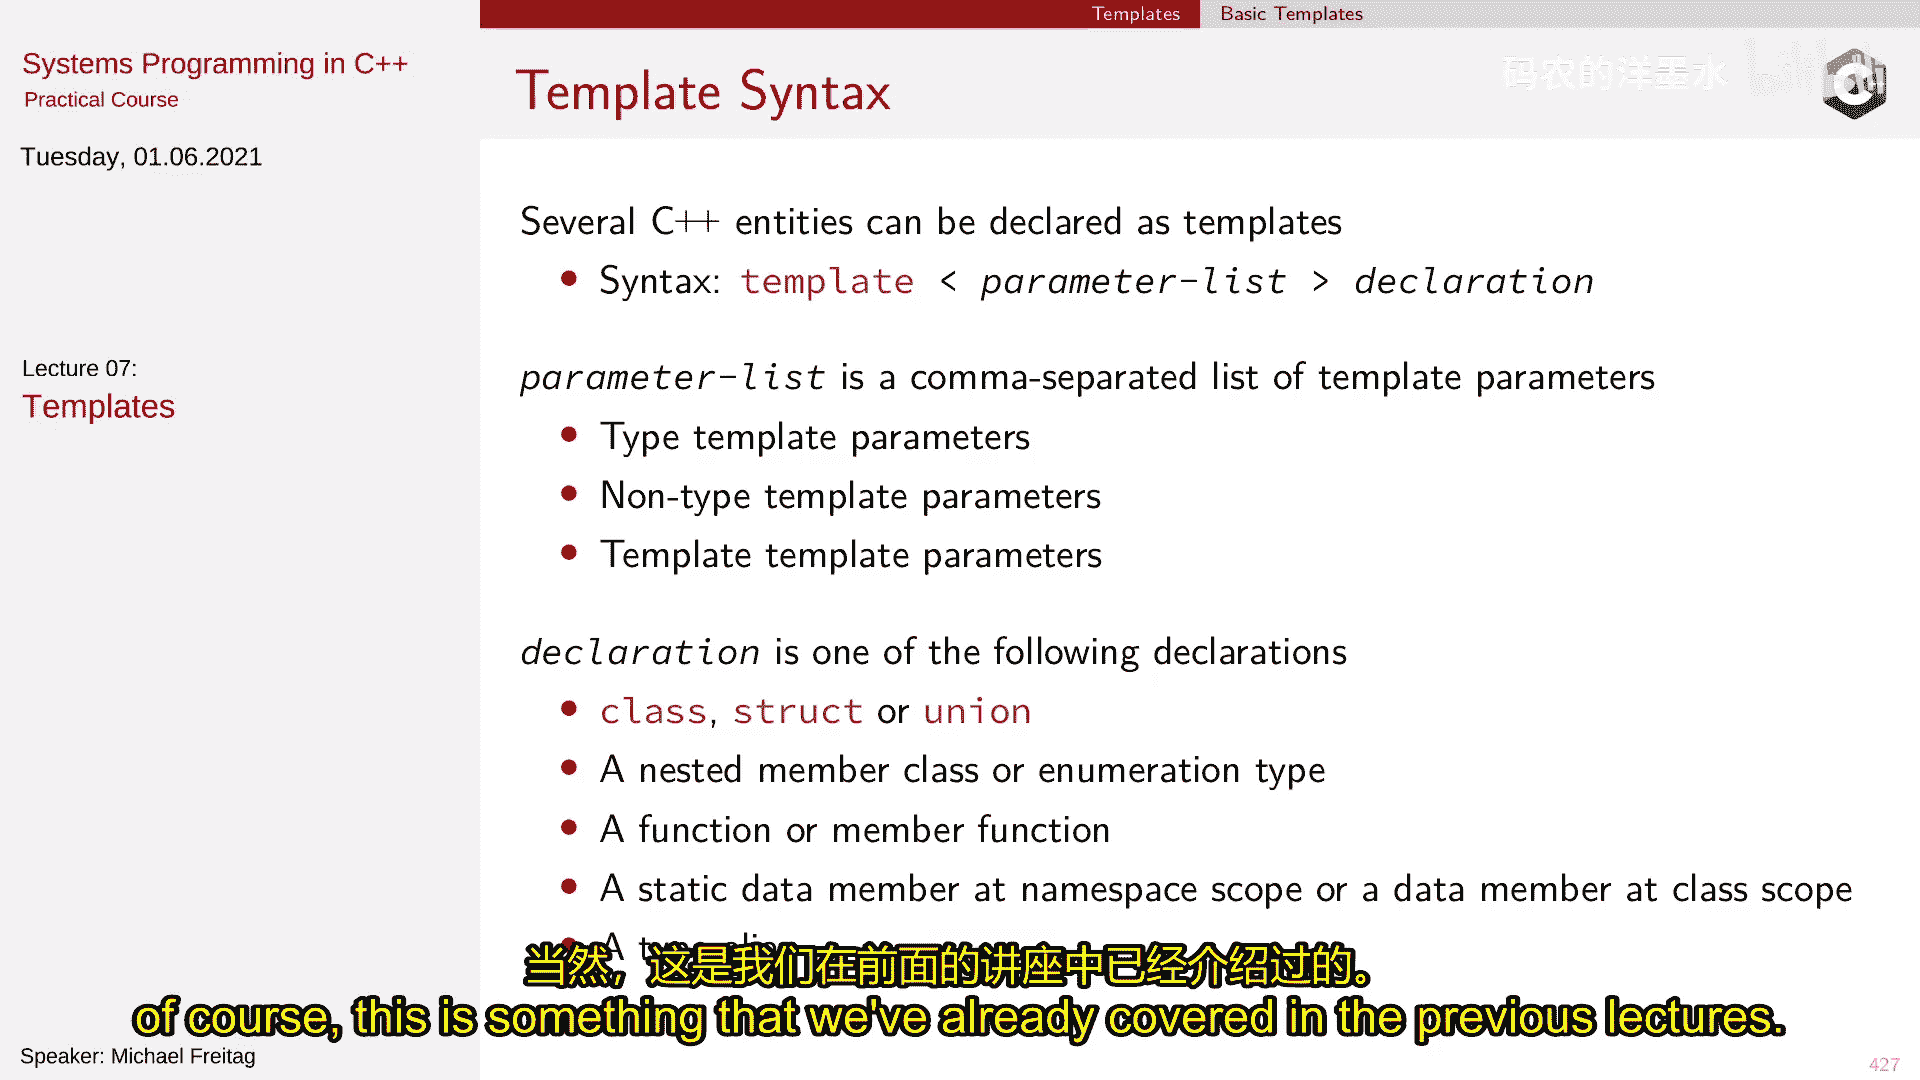 Templates Basic Templates
Systems Programming in C++
Practical Course
Tuesday, 01.06.2021
Lecture 07:
Templates
Template Syntax
码农的洋墨水
Several C++ entities can be declared as templates
• Syntax: template < parameter-list > declaration
parameter-list is a comma-separated list of template parameters
• Type template parameters
• Non-type template parameters
• Template template parameters
declaration is one of the following declarations
• class, struct or union
• A nested member class or enumeration type
• A function or member function
• A static data member at namespace scope or a data member at class scope
• A
当然，这是我们在前面的讲座中已经介绍过的。
of course, this is something that we've already covered in the previous lectures.
Speaker: Michael Freitag
427